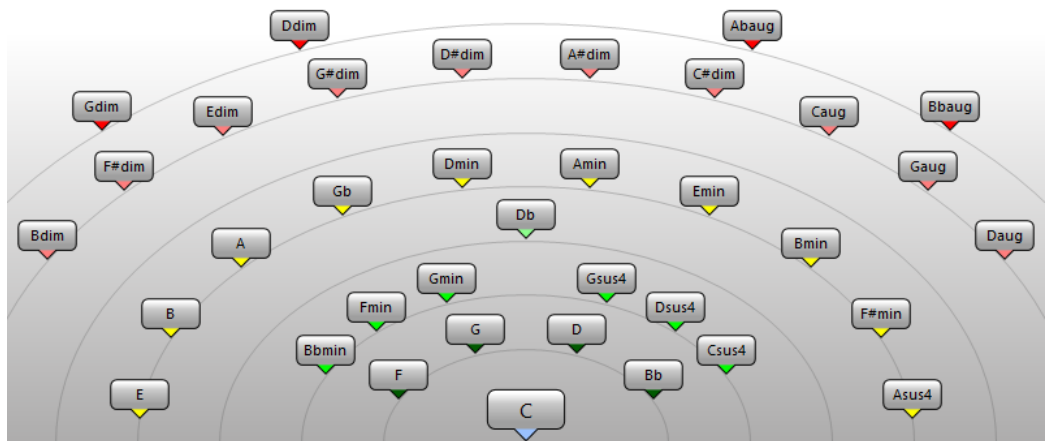 Ddim
Abaug
D#dim
A#dim
G#dim
C#dim
Gdim
Edim
Caug
Bbaug
F#dim
Dmin
Amin
Gaug
Gb
Emin
Bdim
Db
Daug
A
Bmin
Gmin
Gsus4
Fmin
Dsus4
B
F#min
G
D
Bbmin
Csus4
F
Bb
E
C
Asus4